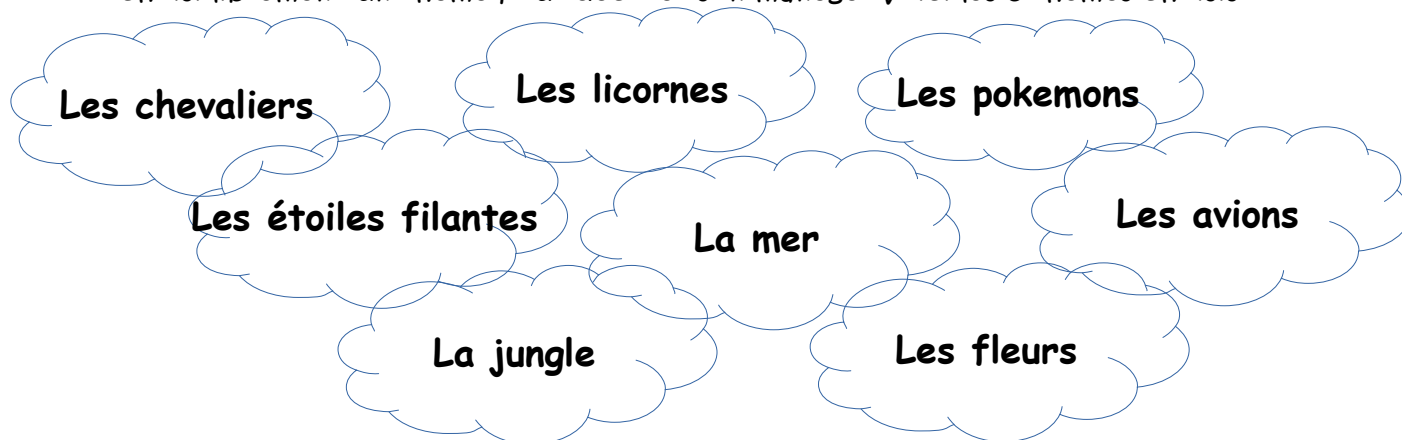 Les chevaliers
Les licornes
Les pokemons
Les étoiles filantes
La mer
Les avions
La jungle
Les fleurs